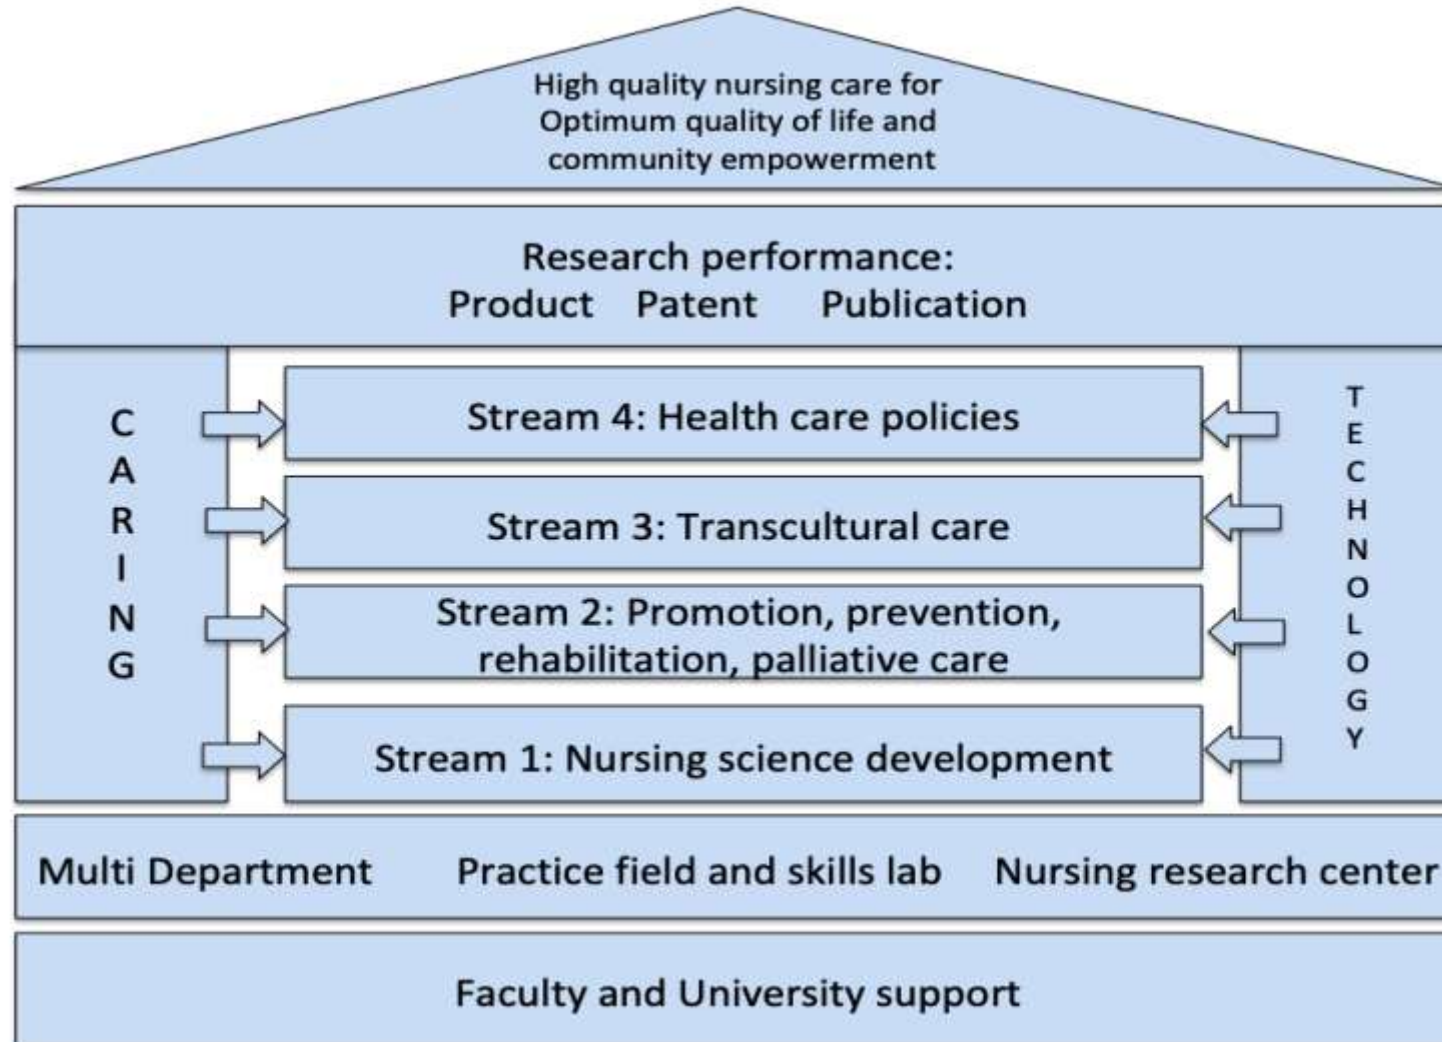 High quality nursing care for
Optimum quality of life and
community empowerment
Research performance:
Product Patent Publication
CARING
Stream 4: Health care policies
Stream 3: Transcultural care
Stream 2: Promotion, prevention,
rehabilitation, palliative care
Stream 1: Nursing science development
TECHNOLOGY
Multi Department Practice field and skills lab Nursing research center
Faculty and University support